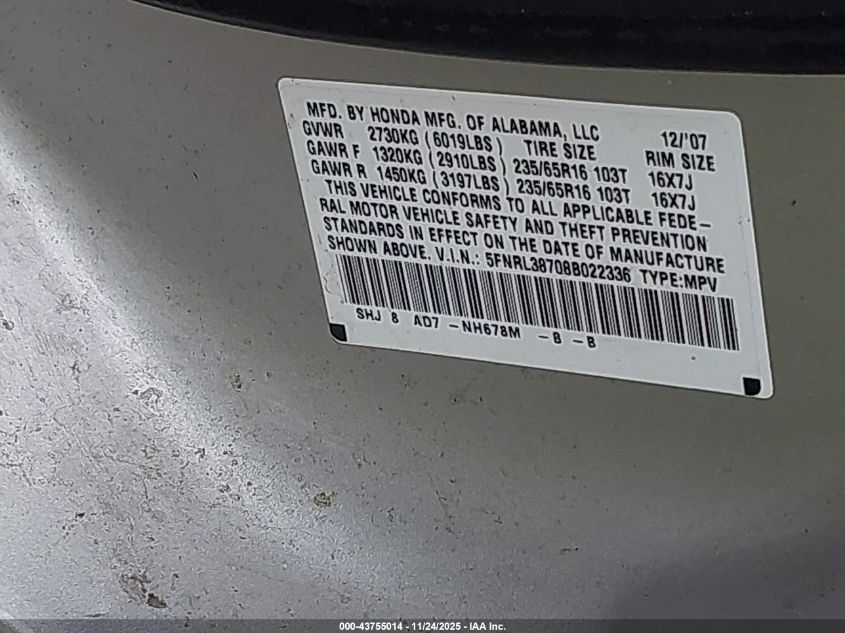 MFD. BY HONDA MFG. OF ALABAMA, LLC 12/'07
GVWR 2730KG (6019LBS) TIRE SIZE RIM SIZE
GAWR F 1320KG (2910LBS) 235/65R16 103T 16X7J
GAWR R 1450KG (3197LBS) 235/65R16 103T 16X7J
THIS VEHICLE CONFORMS TO ALL APPLICABLE FEDE-
RAL MOTOR VEHICLE SAFETY AND THEFT PREVENTION
STANDARDS IN EFFECT ON THE DATE OF MANUFACTURE
SHOWN ABOVE. V.I.N.: 5FNRL38708B022336 TYPE:MPV
SHJ 8 AD7 -NH678M -B -B
000-43755014 - 11/24/2025 - IAA Inc.